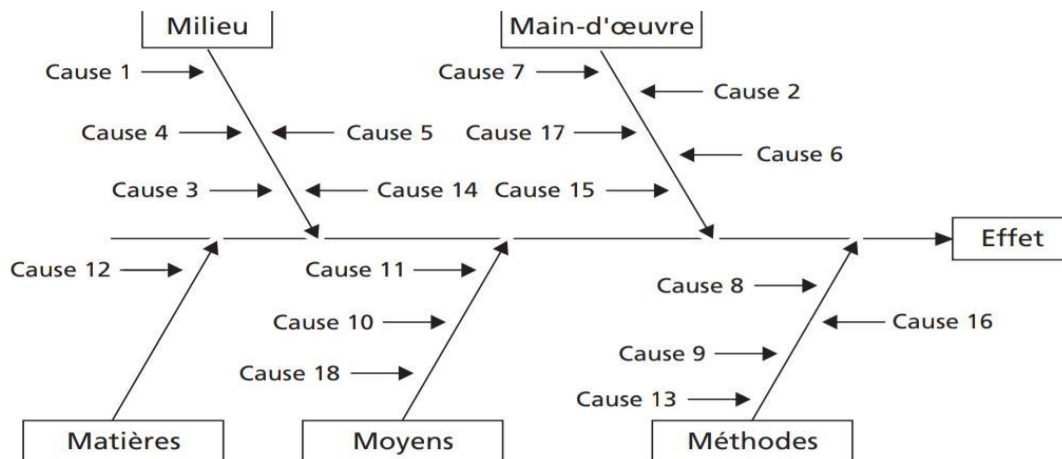 Milieu
Main-d'œuvre
Cause 1
Cause 7
Cause 2
Cause 4
Cause 5
Cause 17
Cause 6
Cause 3
Cause 14
Cause 15
Effet
Cause 12
Cause 11
Cause 8
Cause 10
Cause 16
Cause 9
Cause 18
Cause 13
Matières
Moyens
Méthodes